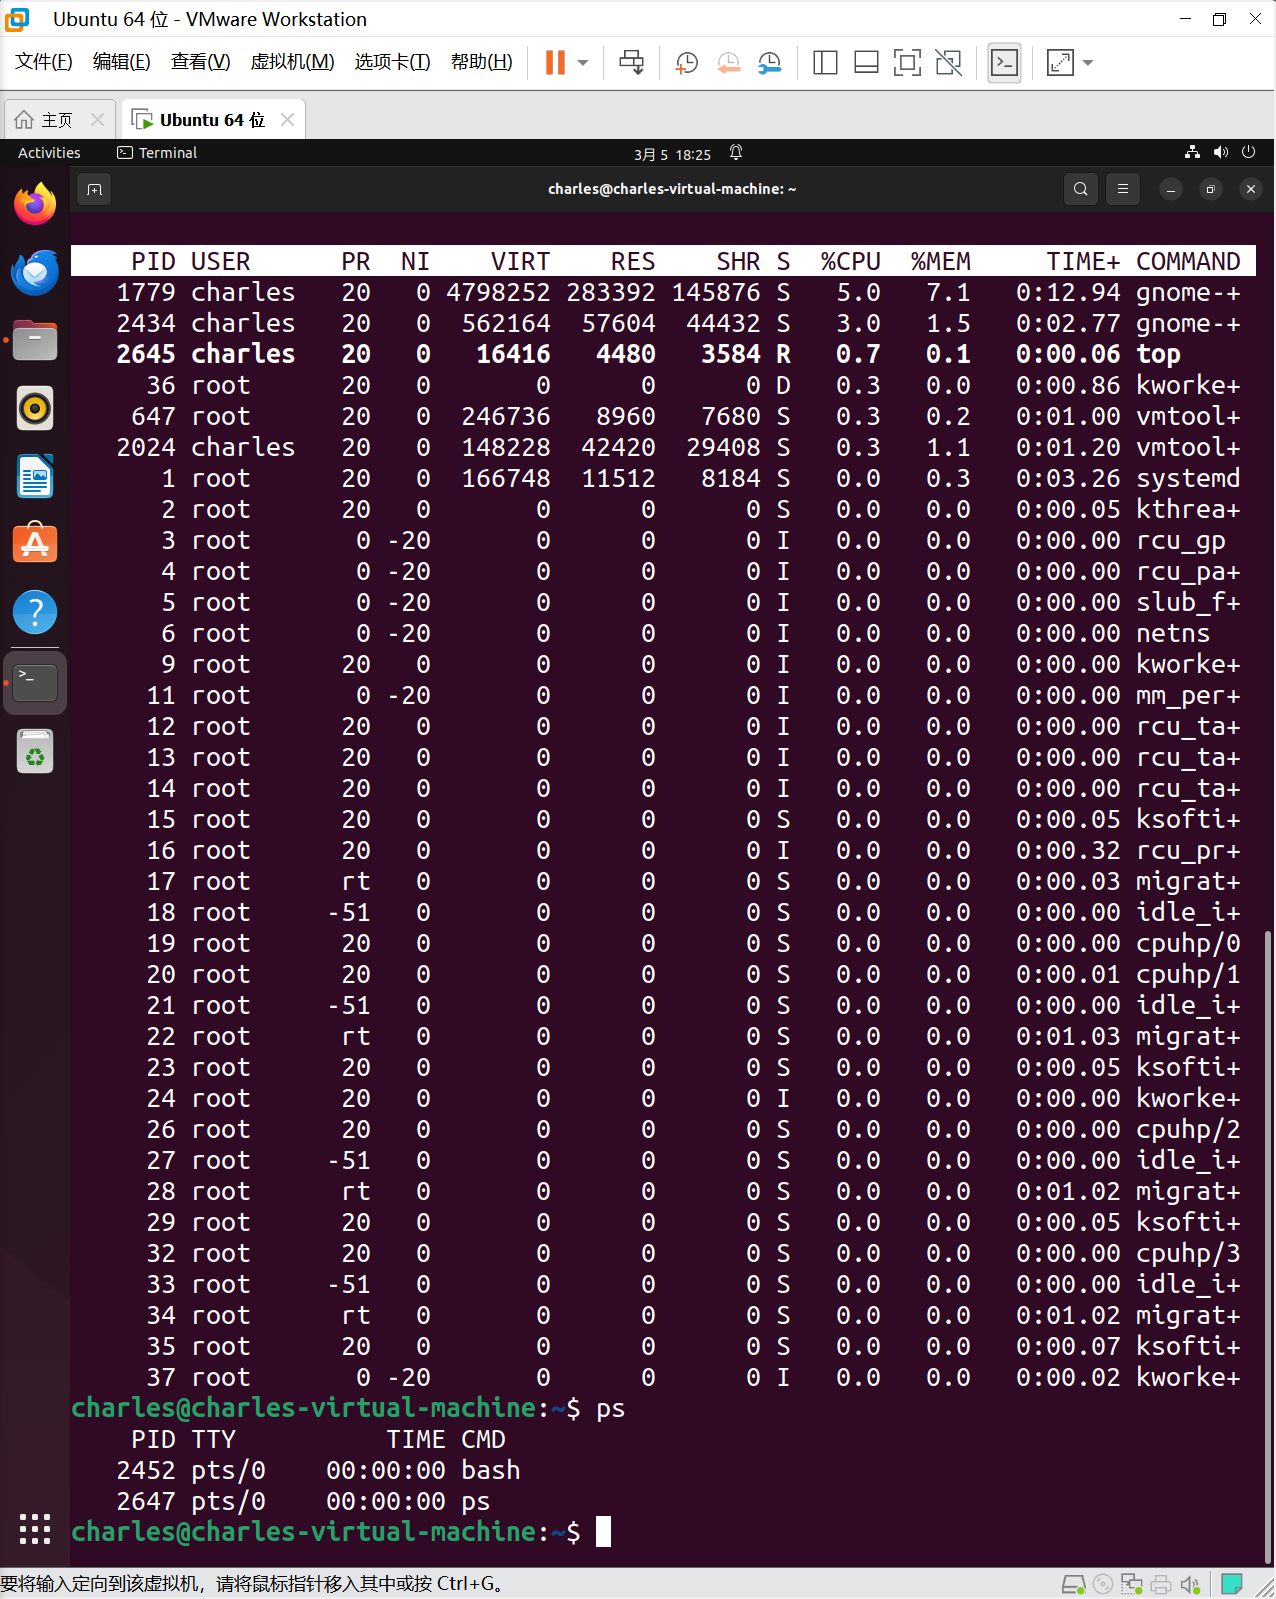 Ubuntu 64 位 - VMware Workstation
文件(F) 编辑(E) 查看(V) 虚拟机(M) 选项卡(T) 帮助(H)
主页 Ubuntu 64 位
Activities Terminal 3月 5 18:25
charles@charles-virtual-machine: ~
PID USER PR NI VIRT RES SHR S %CPU %MEM TIME+ COMMAND
1779 charles 20 0 4798252 283392 145876 S 5.0 7.1 0:12.94 gnome-+
2434 charles 20 0 562164 57604 44432 S 3.0 1.5 0:02.77 gnome-+
2645 charles 20 0 16416 4480 3584 R 0.7 0.1 0:00.06 top
36 root 20 0 0 0 0 D 0.3 0.0 0:00.86 kworke+
647 root 20 0 246736 8960 7680 S 0.3 0.2 0:01.00 vmtool+
2024 charles 20 0 148228 42420 29408 S 0.3 1.1 0:01.20 vmtool+
1 root 20 0 166748 11512 8184 S 0.0 0.3 0:03.26 systemd
2 root 20 0 0 0 0 S 0.0 0.0 0:00.05 kthrea+
3 root 0 -20 0 0 0 I 0.0 0.0 0:00.00 rcu_gp
4 root 0 -20 0 0 0 I 0.0 0.0 0:00.00 rcu_pa+
5 root 0 -20 0 0 0 I 0.0 0.0 0:00.00 slub_f+
6 root 0 -20 0 0 0 I 0.0 0.0 0:00.00 netns
9 root 20 0 0 0 0 I 0.0 0.0 0:00.00 kworke+
11 root 0 -20 0 0 0 I 0.0 0.0 0:00.00 mm_per+
12 root 20 0 0 0 0 I 0.0 0.0 0:00.00 rcu_ta+
13 root 20 0 0 0 0 I 0.0 0.0 0:00.00 rcu_ta+
14 root 20 0 0 0 0 I 0.0 0.0 0:00.00 rcu_ta+
15 root 20 0 0 0 0 S 0.0 0.0 0:00.05 ksofti+
16 root 20 0 0 0 0 I 0.0 0.0 0:00.32 rcu_pr+
17 root rt 0 0 0 0 S 0.0 0.0 0:00.03 migrat+
18 root -51 0 0 0 0 S 0.0 0.0 0:00.00 idle_i+
19 root 20 0 0 0 0 S 0.0 0.0 0:00.00 cpuhp/0
20 root 20 0 0 0 0 S 0.0 0.0 0:00.01 cpuhp/1
21 root -51 0 0 0 0 S 0.0 0.0 0:00.00 idle_i+
22 root rt 0 0 0 0 S 0.0 0.0 0:01.03 migrat+
23 root 20 0 0 0 0 S 0.0 0.0 0:00.05 ksofti+
24 root 20 0 0 0 0 I 0.0 0.0 0:00.00 kworke+
26 root 20 0 0 0 0 S 0.0 0.0 0:00.00 cpuhp/2
27 root -51 0 0 0 0 S 0.0 0.0 0:00.00 idle_i+
28 root rt 0 0 0 0 S 0.0 0.0 0:01.02 migrat+
29 root 20 0 0 0 0 S 0.0 0.0 0:00.05 ksofti+
32 root 20 0 0 0 0 S 0.0 0.0 0:00.00 cpuhp/3
33 root -51 0 0 0 0 S 0.0 0.0 0:00.00 idle_i+
34 root rt 0 0 0 0 S 0.0 0.0 0:01.02 migrat+
35 root 20 0 0 0 0 S 0.0 0.0 0:00.07 ksofti+
37 root 0 -20 0 0 0 I 0.0 0.0 0:00.02 kworke+
charles@charles-virtual-machine:~$ ps
PID TTY TIME CMD
2452 pts/0 00:00:00 bash
2647 pts/0 00:00:00 ps
charles@charles-virtual-machine:~$
要将输入定向到该虚拟机，请将鼠标指针移入其中或按 Ctrl+G。